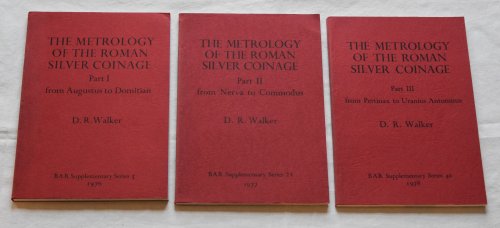 THE METROLOGY
OF THE ROMAN
SILVER COINAGE
Part I
from Augustus to Domitian
D. R. Walker
BAR Supplementary Series 5
1976
THE METROLOGY
OF THE ROMAN
SILVER COINAGE
Part II
from Nerva to Commodus
D. R. Walker
BAR Supplementary Series 22
1977
THE METROLOGY
OF THE ROMAN
SILVER COINAGE
Part III
from Pertinax to Uranius Antoninus
D. R. Walker
BAR Supplementary Series 40
1978